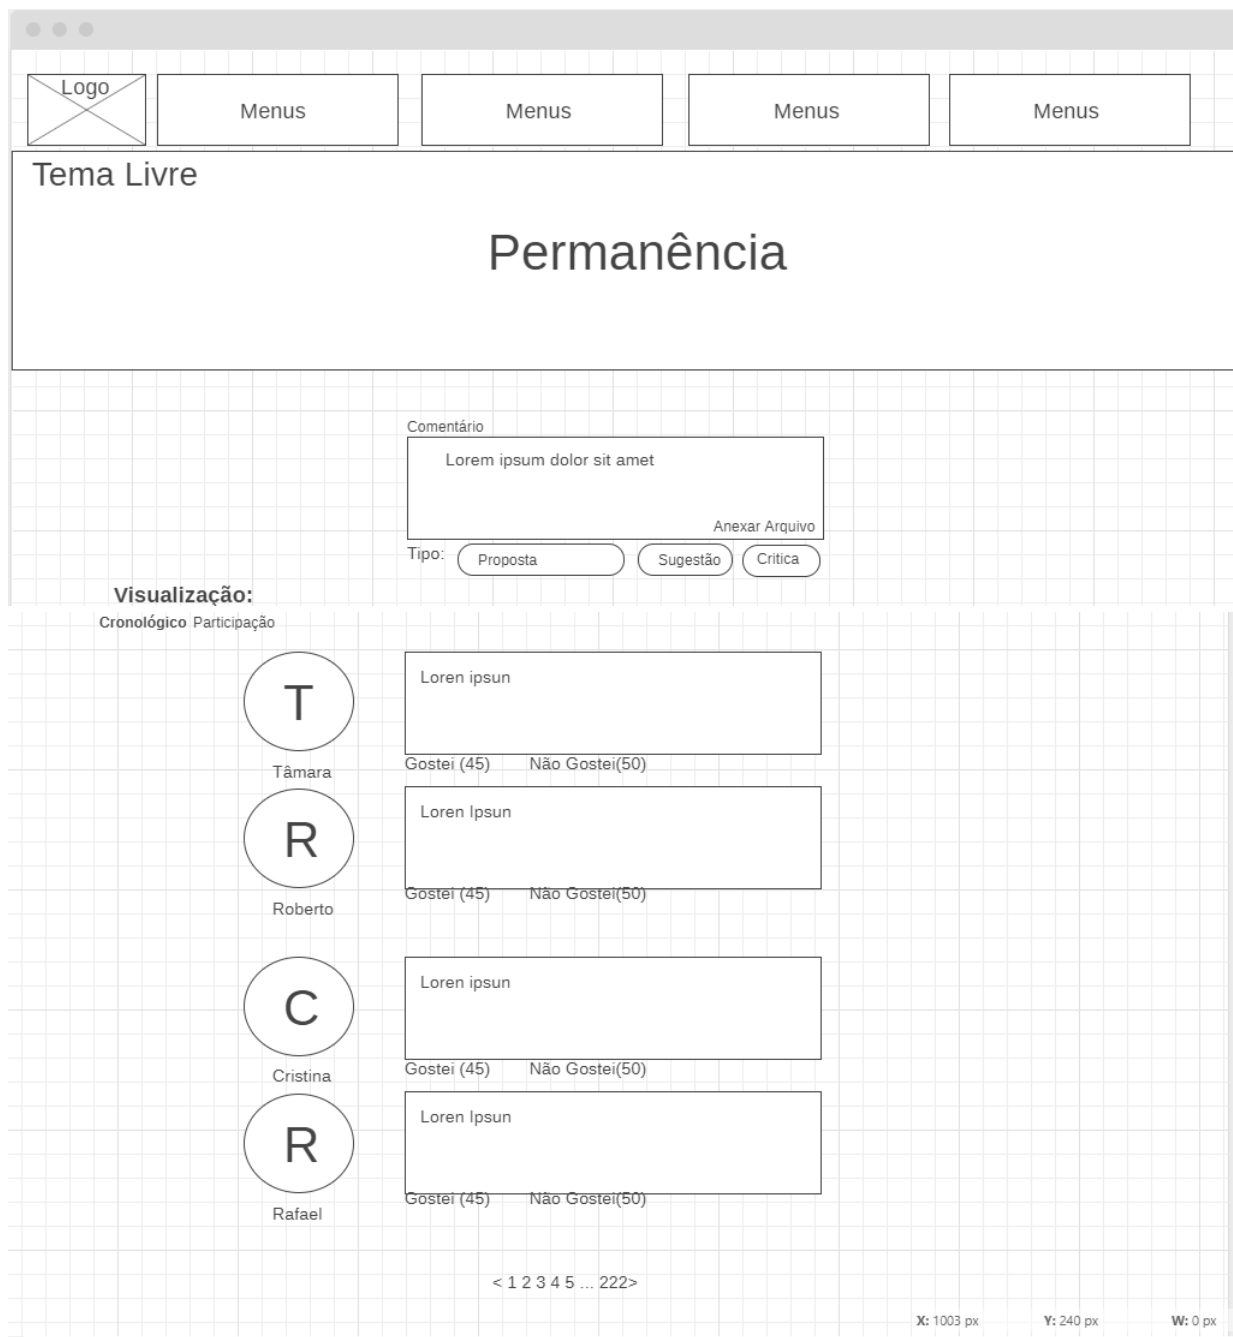 Logo
Menus Menus Menus Menus
Tema Livre
Permanência
Comentário
Lorem ipsum dolor sit amet
Anexar Arquivo
Tipo: Proposta Sugestão Critica
Visualização:
Cronológico Participação
T
Loren ipsun
Tâmara
Gostei (45) Não Gostei(50)
R
Loren Ipsun
Gostei (45) Não Gostei(50)
Roberto
C
Loren ipsun
Cristina
Gostei (45) Não Gostei(50)
R
Loren Ipsun
Gostei (45) Não Gostei(50)
Rafael
< 1 2 3 4 5 ... 222>
X: 1003 px Y: 240 px W: 0 px